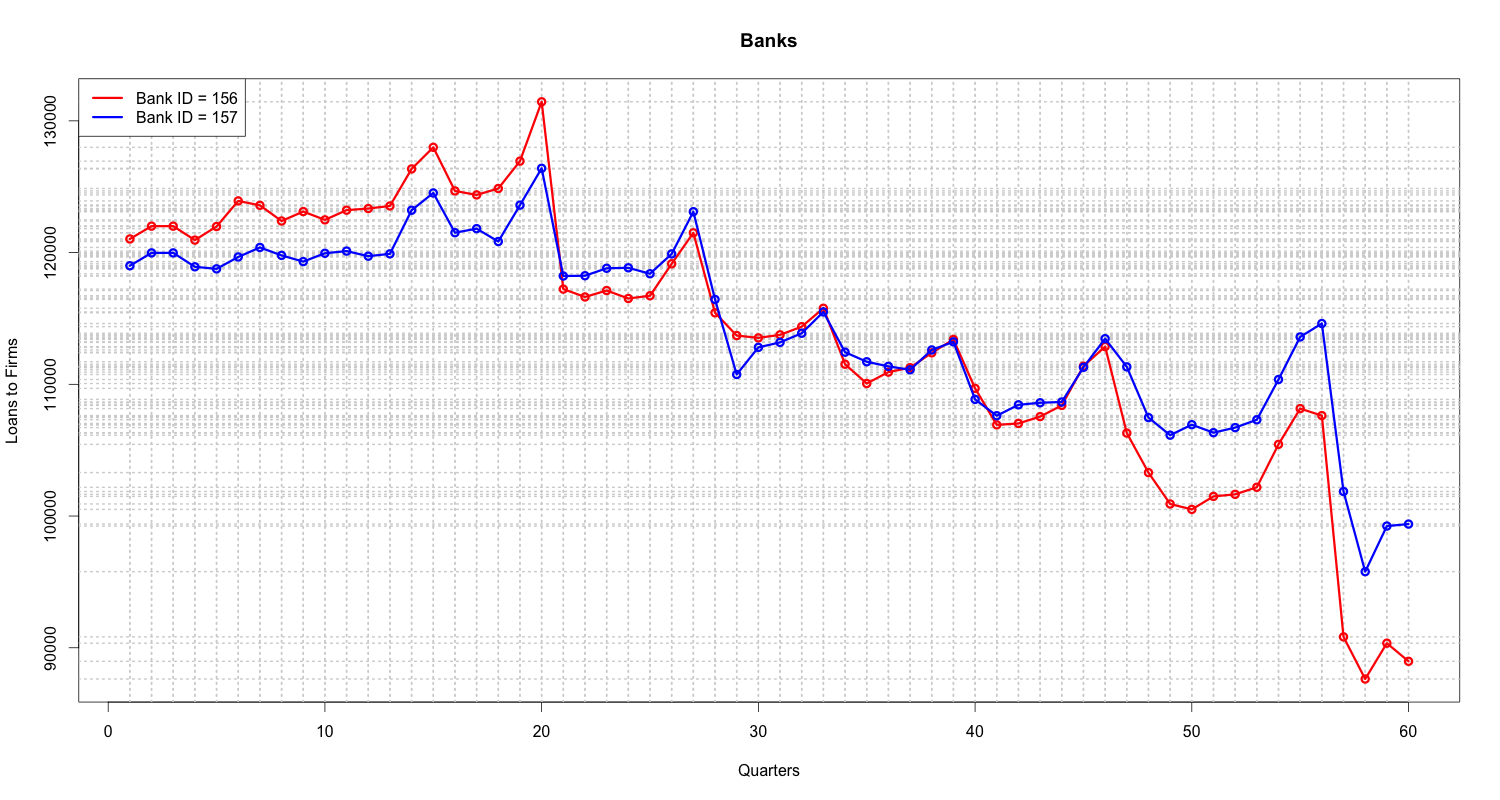 Banks
Bank ID = 156
Bank ID = 157
Loans to Firms
130000
120000
110000
100000
90000
0 10 20 30 40 50 60
Quarters